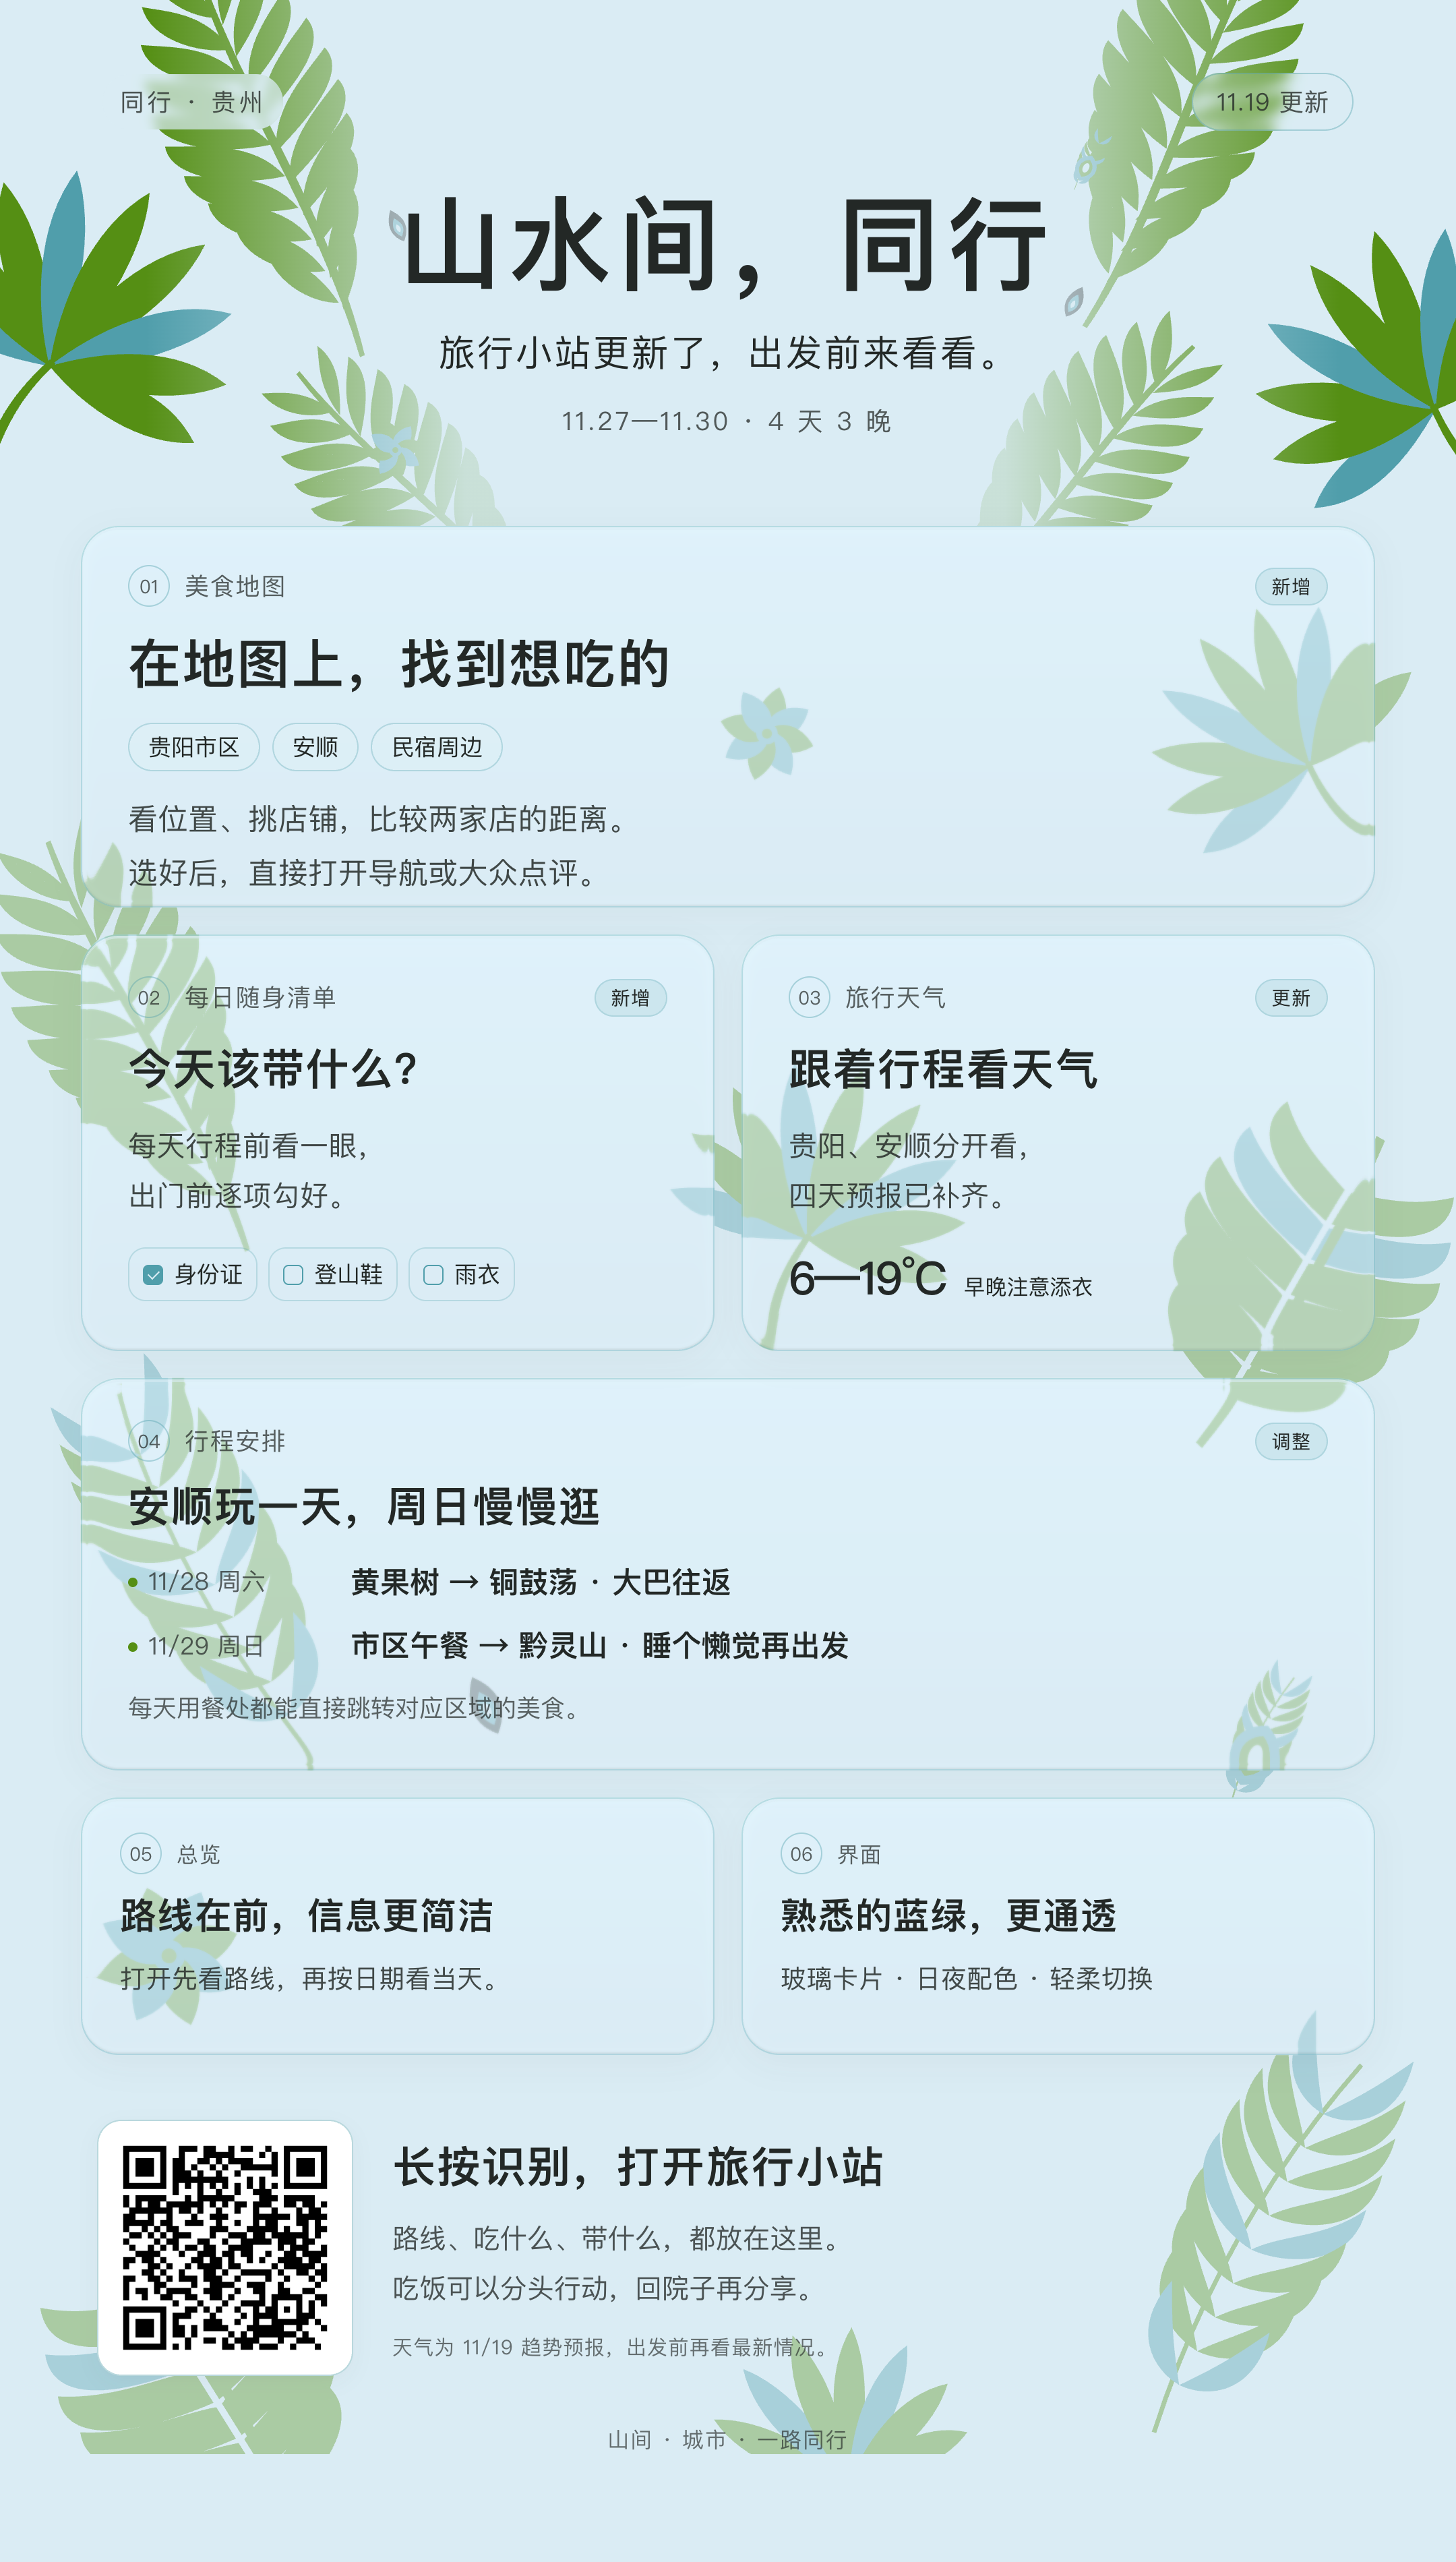 同行 · 贵州
11.19 更新
山水间，同行
旅行小站更新了，出发前来看看。
11.27—11.30 · 4 天 3 晚
01 美食地图
新增
在地图上，找到想吃的
贵阳市区 安顺 民宿周边
看位置、挑店铺，比较两家店的距离。
选好后，直接打开导航或大众点评。
02 每日随身清单
新增
今天该带什么？
每天行程前看一眼，
出门前逐项勾好。
身份证 登山鞋 雨衣
03 旅行天气
更新
跟着行程看天气
贵阳、安顺分开看，
四天预报已补齐。
6—19°C 早晚注意添衣
04 行程安排
调整
安顺玩一天，周日慢慢逛
11/28 周六 黄果树 → 铜鼓荡 · 大巴往返
11/29 周日 市区午餐 → 黔灵山 · 睡个懒觉再出发
每天用餐处都能直接跳转对应区域的美食。
05 总览
路线在前，信息更简洁
打开先看路线，再按日期看当天。
06 界面
熟悉的蓝绿，更通透
玻璃卡片 · 日夜配色 · 轻柔切换
长按识别，打开旅行小站
路线、吃什么、带什么，都放在这里。
吃饭可以分头行动，回院子再分享。
天气为 11/19 趋势预报，出发前再看最新情况。
山间 · 城市 · 一路同行